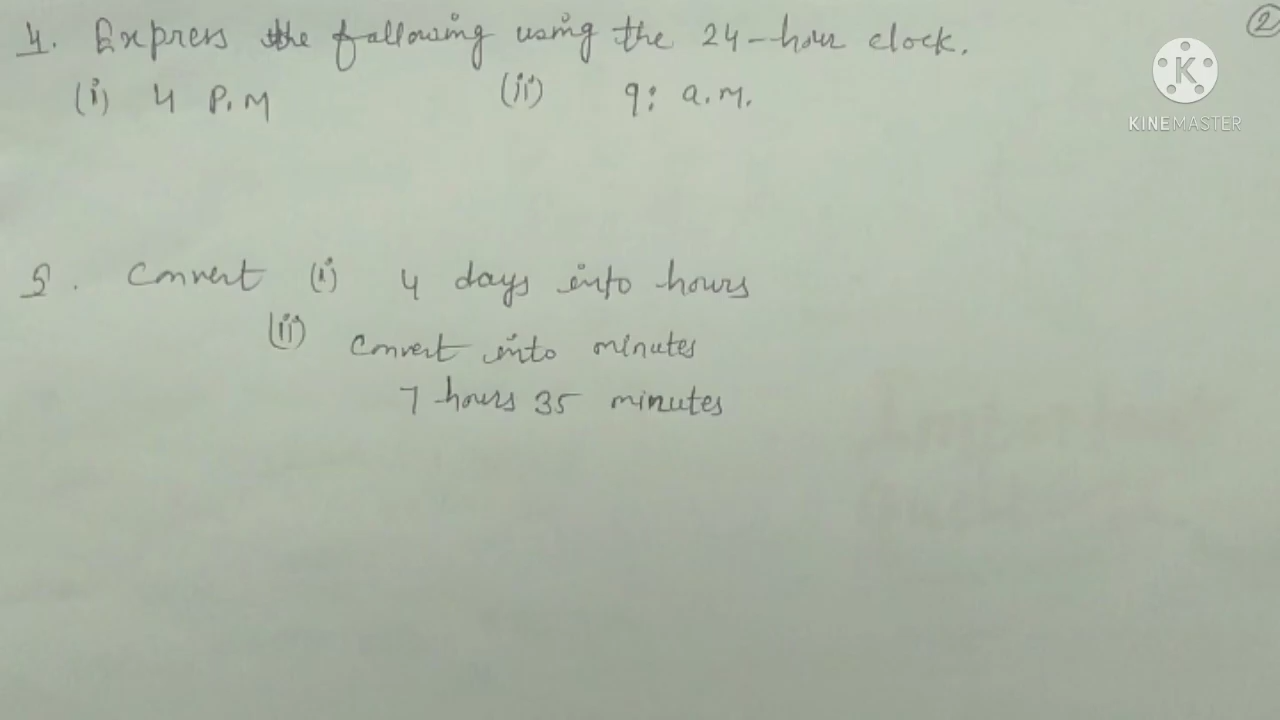 ②
4. Express the following using the 24-hour clock.
(i) 4 P.M (ii) 9: a.m.
KINEMASTER
5. Convert (i) 4 days into hours
(ii) Convert into minutes
7 hours 35 minutes